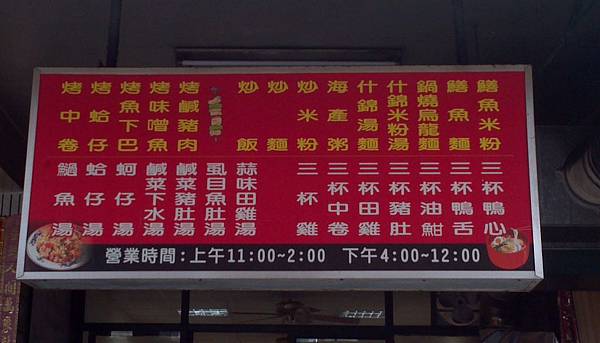 鱔魚米粉
鱔魚麵
鍋燒烏龍麵
什錦米粉湯
什錦湯麵
海產粥
炒米粉
炒麵
炒飯
烤鹹豬肉
烤味噌魚
烤魚下巴
烤蛤仔
烤中卷
三杯鴨心
三杯鴨舌
三杯油魽
三杯豬肚
三杯田雞
三杯中卷
三杯雞
蒜味田雞湯
虱目魚肚湯
鹹菜豬肚湯
鹹菜下水湯
蚵仔湯
蛤仔湯
鮸魚湯
營業時間:上午11:00~2:00 下午4:00~12:00